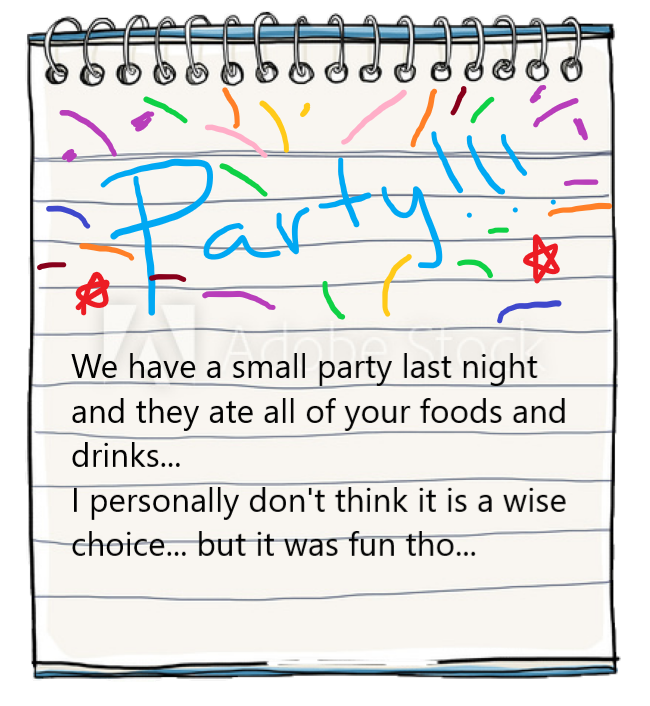 Party!!!
Adobe Stock
We have a small party last night
and they ate all of your foods and
drinks...
I personally don't think it is a wise
choice... but it was fun tho...